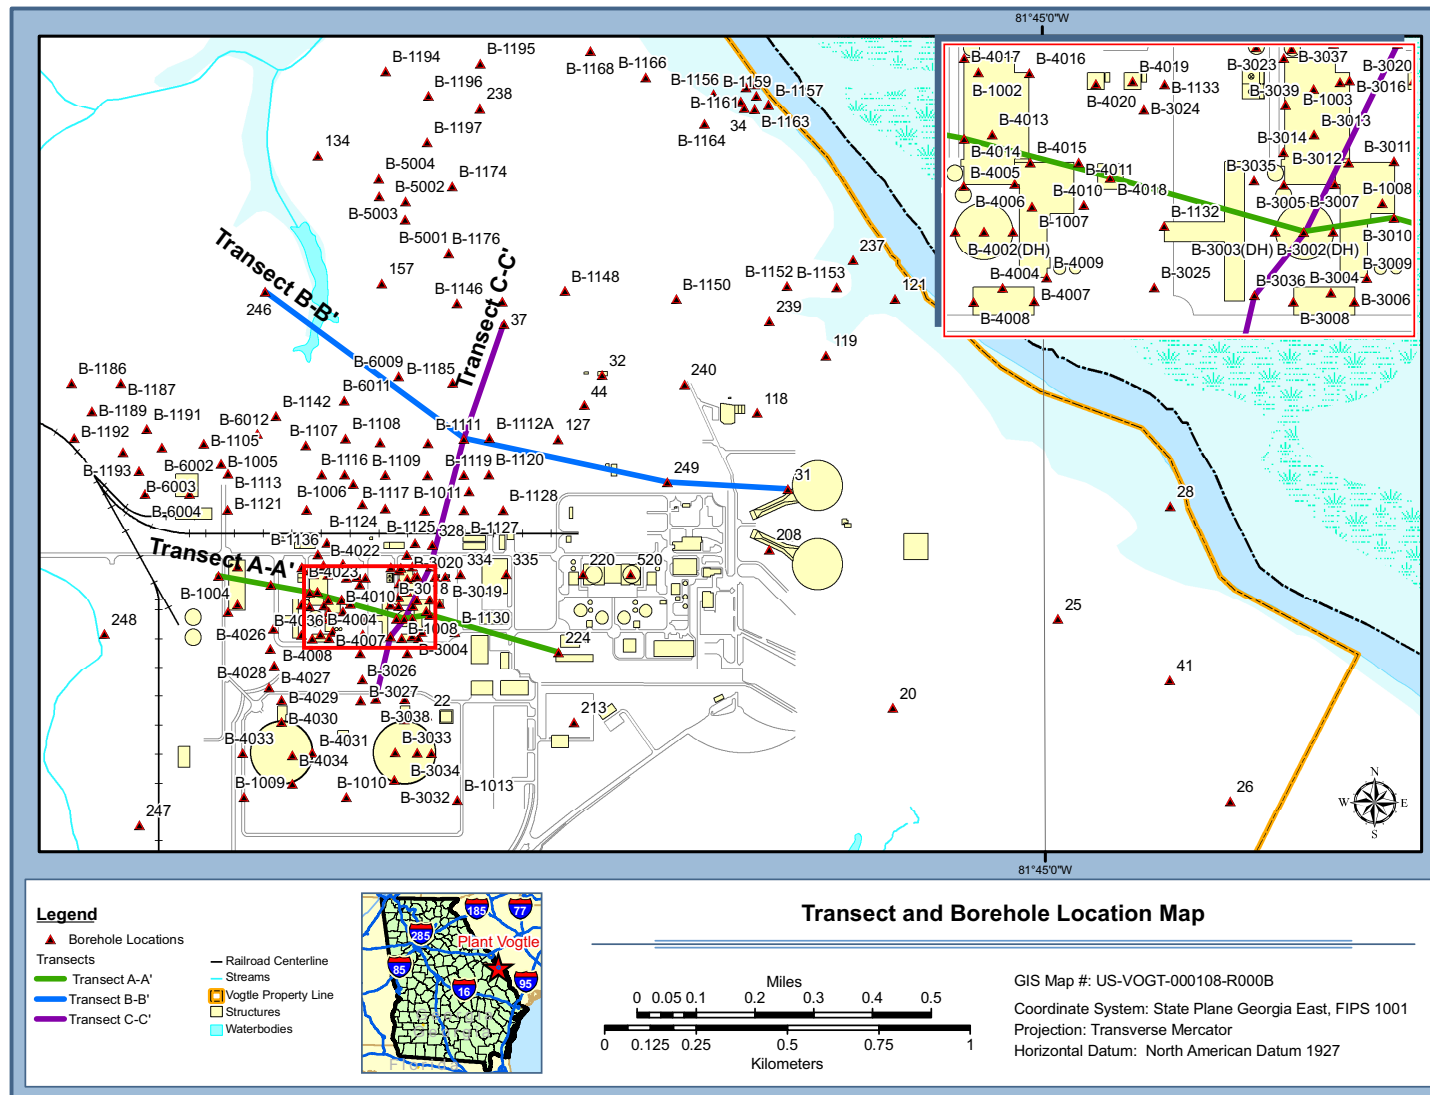 81°45'0"W
B-1194
B-1195
B-1168
B-1166
B-1196
B-1156
B-1159
B-1157
238
B-1161
34
B-1163
B-1197
B-1164
134
B-5004
B-1174
B-5002
B-5003
B-5001
B-1176
237
Transect B-B'
Transect C-C'
157
B-1148
B-1152
B-1153
121
B-1146
B-1150
246
239
37
119
B-6009
32
B-1186
B-1185
240
B-1187
B-6011
44
118
B-1189
B-1191
B-1142
B-6012
B-1192
B-1105
B-1107
B-1108
B-1111
B-1112A
127
B-1193
B-6002
B-1005
B-1116
B-1109
B-1119
B-1120
249
31
B-6003
B-1113
B-1006
B-1117
B-1011
B-1128
28
B-6004
B-1121
B-1124
B-1125
328
B-1127
Transect A-A'
B-1136
B-4022
208
B-4023
B-3020
334
335
220
520
B-1004
B-4010
B-3018
B-3019
25
248
B-4026
B-4036
B-4004
B-1008
B-1130
B-4007
224
B-4008
B-3004
B-4028
B-4027
B-3026
41
B-4029
B-3027
22
20
B-4030
B-3038
213
B-4033
B-4031
B-3033
B-4034
B-3034
B-1009
B-1010
B-3032
B-1013
26
247
N
W
E
S
81°45'0"W
B-4017
B-4016
B-4019
B-3023
B-3037
B-3020
B-1002
B-4020
B-1133
B-3039
B-1003
B-3016
B-3024
B-4013
B-3013
B-4014
B-4015
B-3014
B-3012
B-3011
B-4005
B-4011
B-3035
B-4010
B-4018
B-4006
B-1007
B-1132
B-3005
B-3007
B-1008
B-4002(DH)
B-3003(DH)
B-3002(DH)
B-3010
B-4004
B-4009
B-3025
B-3036
B-3004
B-3009
B-4007
B-3006
B-4008
B-3008
Legend
Borehole Locations
Transects
Transect A-A'
Transect B-B'
Transect C-C'
Railroad Centerline
Streams
Vogtle Property Line
Structures
Waterbodies
185
77
285
Plant Vogtle
85
16
95
Florida
Transect and Borehole Location Map
Miles
0 0.05 0.1 0.2 0.3 0.4 0.5
0 0.125 0.25 0.5 0.75 1
Kilometers
GIS Map #: US-VOGT-000108-R000B
Coordinate System: State Plane Georgia East, FIPS 1001
Projection: Transverse Mercator
Horizontal Datum: North American Datum 1927